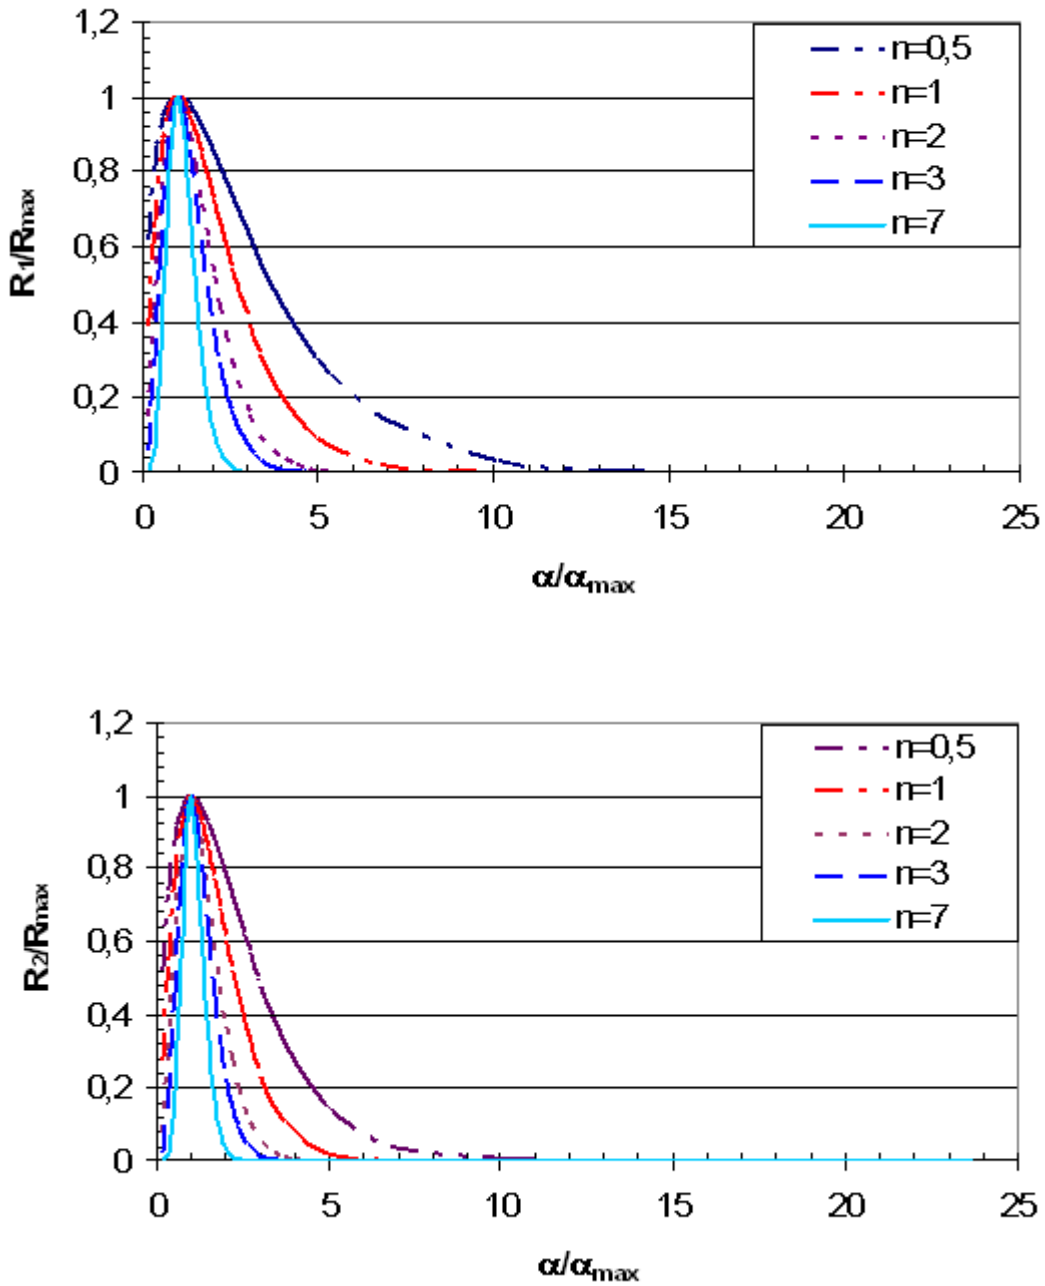 1,2
1
0,8
0,6
0,4
0,2
0
R1/Rmax
n=0,5
n=1
n=2
n=3
n=7
0 5 10 15 20 25
α/αmax
1,2
1
0,8
0,6
0,4
0,2
0
R2/Rmax
n=0,5
n=1
n=2
n=3
n=7
0 5 10 15 20 25
α/αmax